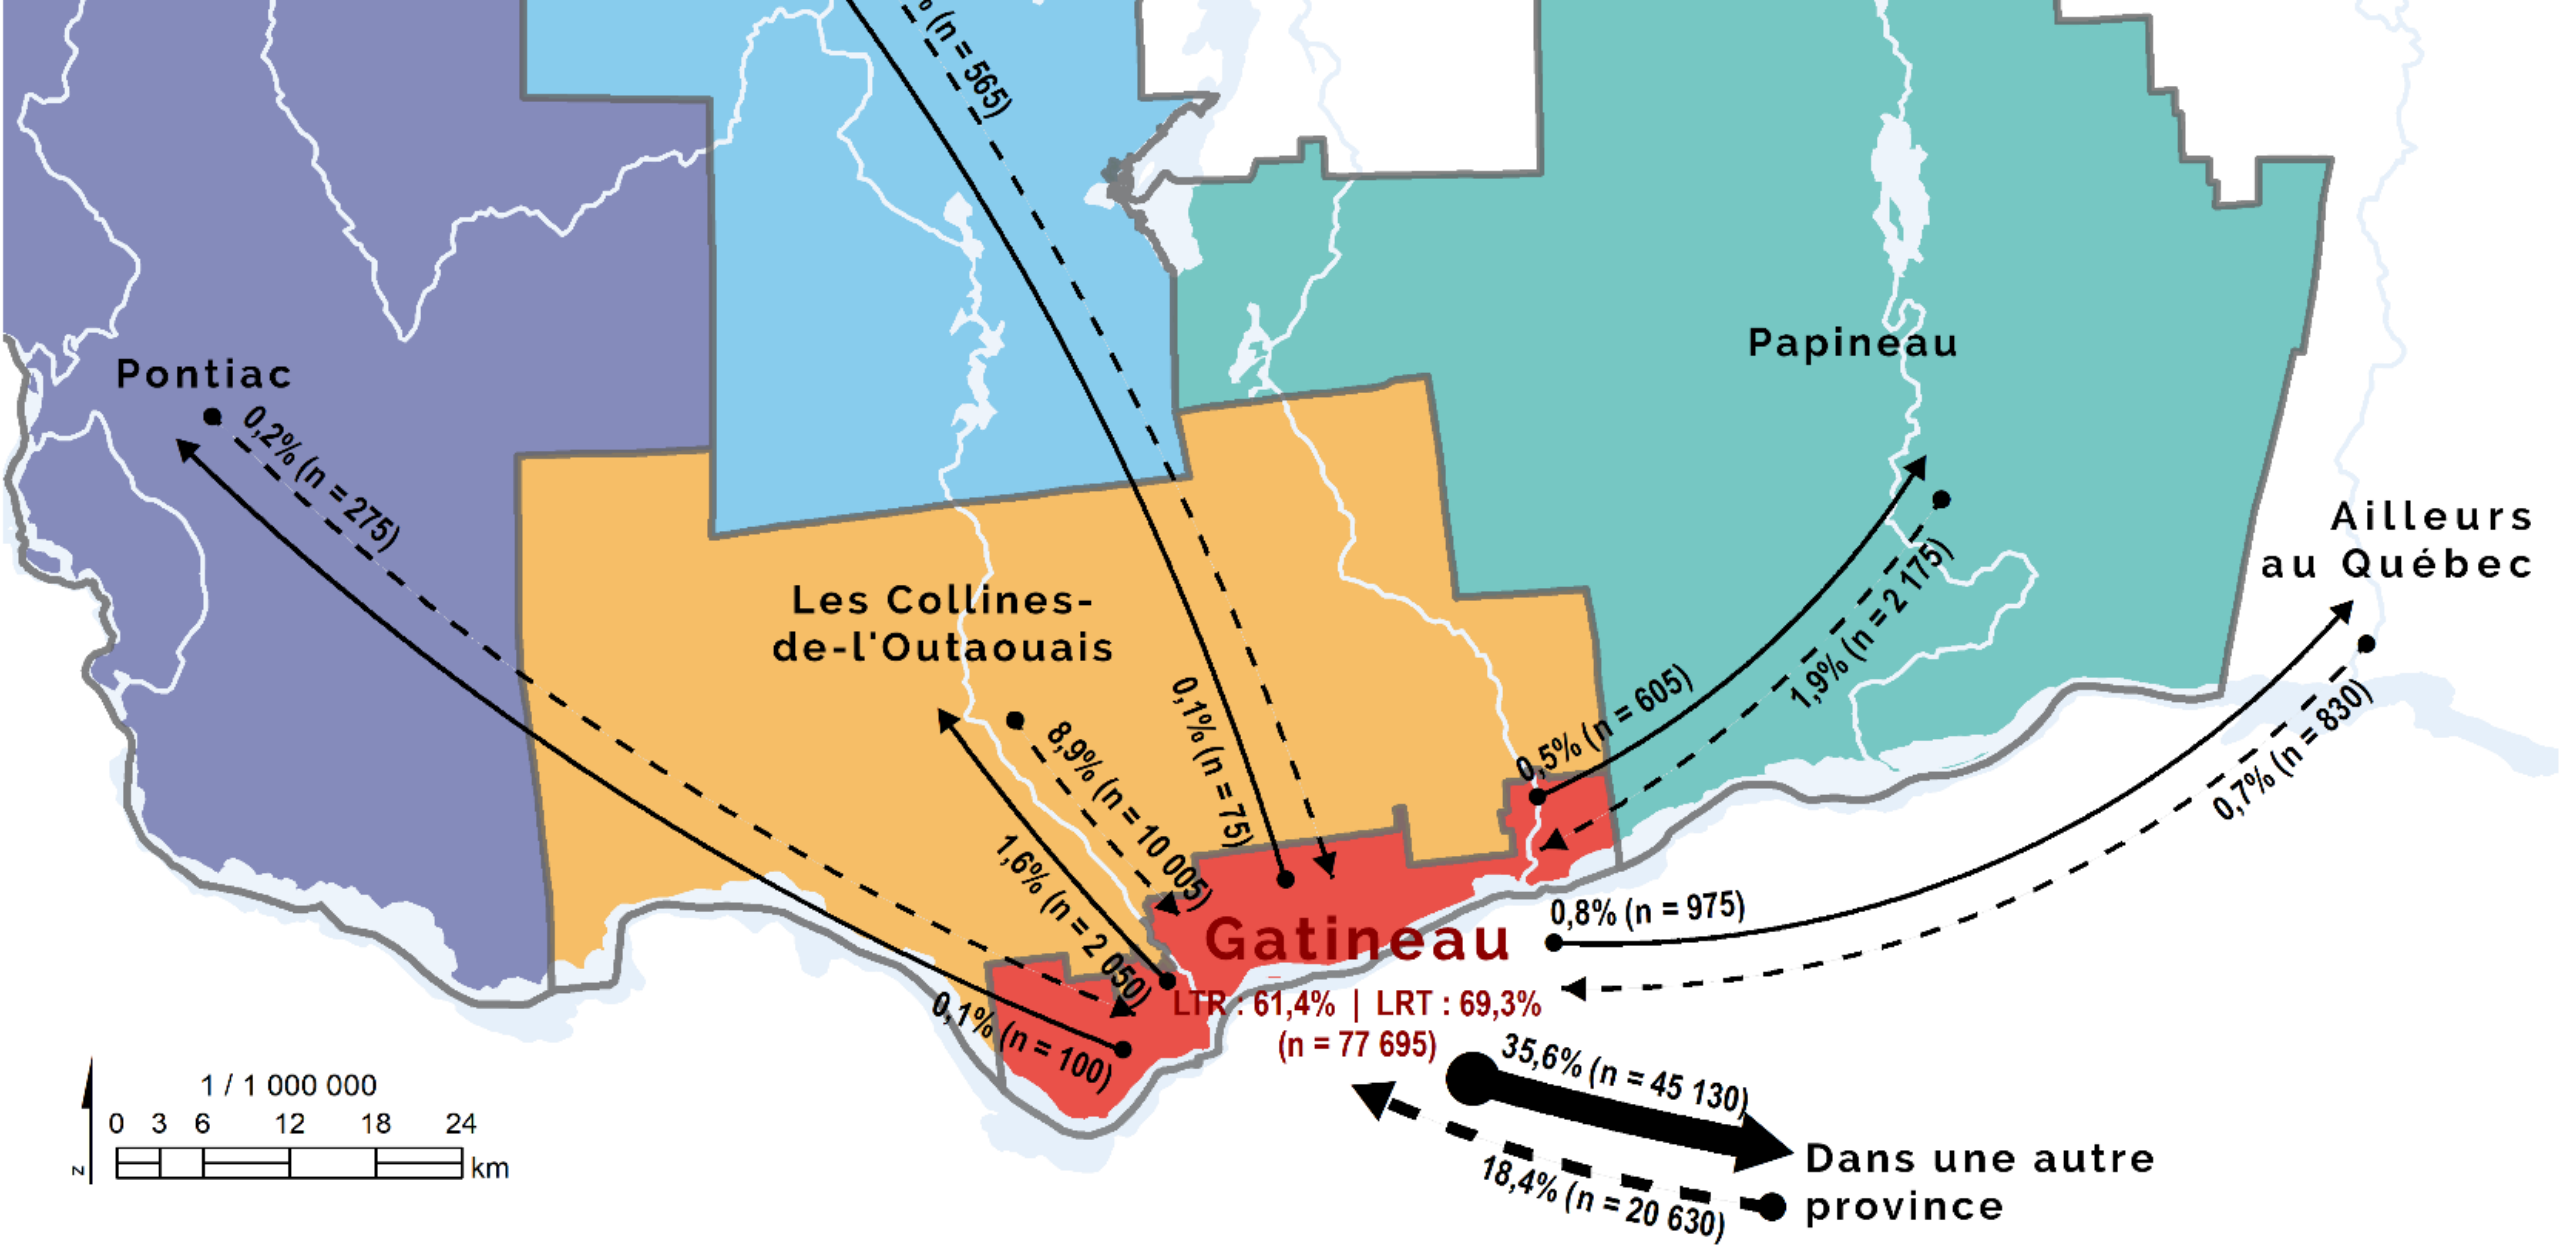 % (n = 565)
Papineau
Pontiac
0,2% (n = 275)
Ailleurs
au Québec
Les Collines-
de-l'Outaouais
1,9% (n = 2 175)
0,5% (n = 605)
0,1% (n = 75)
8,9% (n = 10 005)
1,6% (n = 2 050)
0,7% (n = 830)
0,8% (n = 975)
Gatineau
LTR : 61,4% | LRT : 69,3%
(n = 77 695)
0,1% (n = 100)
35,6% (n = 45 130)
18,4% (n = 20 630)
Dans une autre
province
1 / 1 000 000
0 3 6 12 18 24
km
N